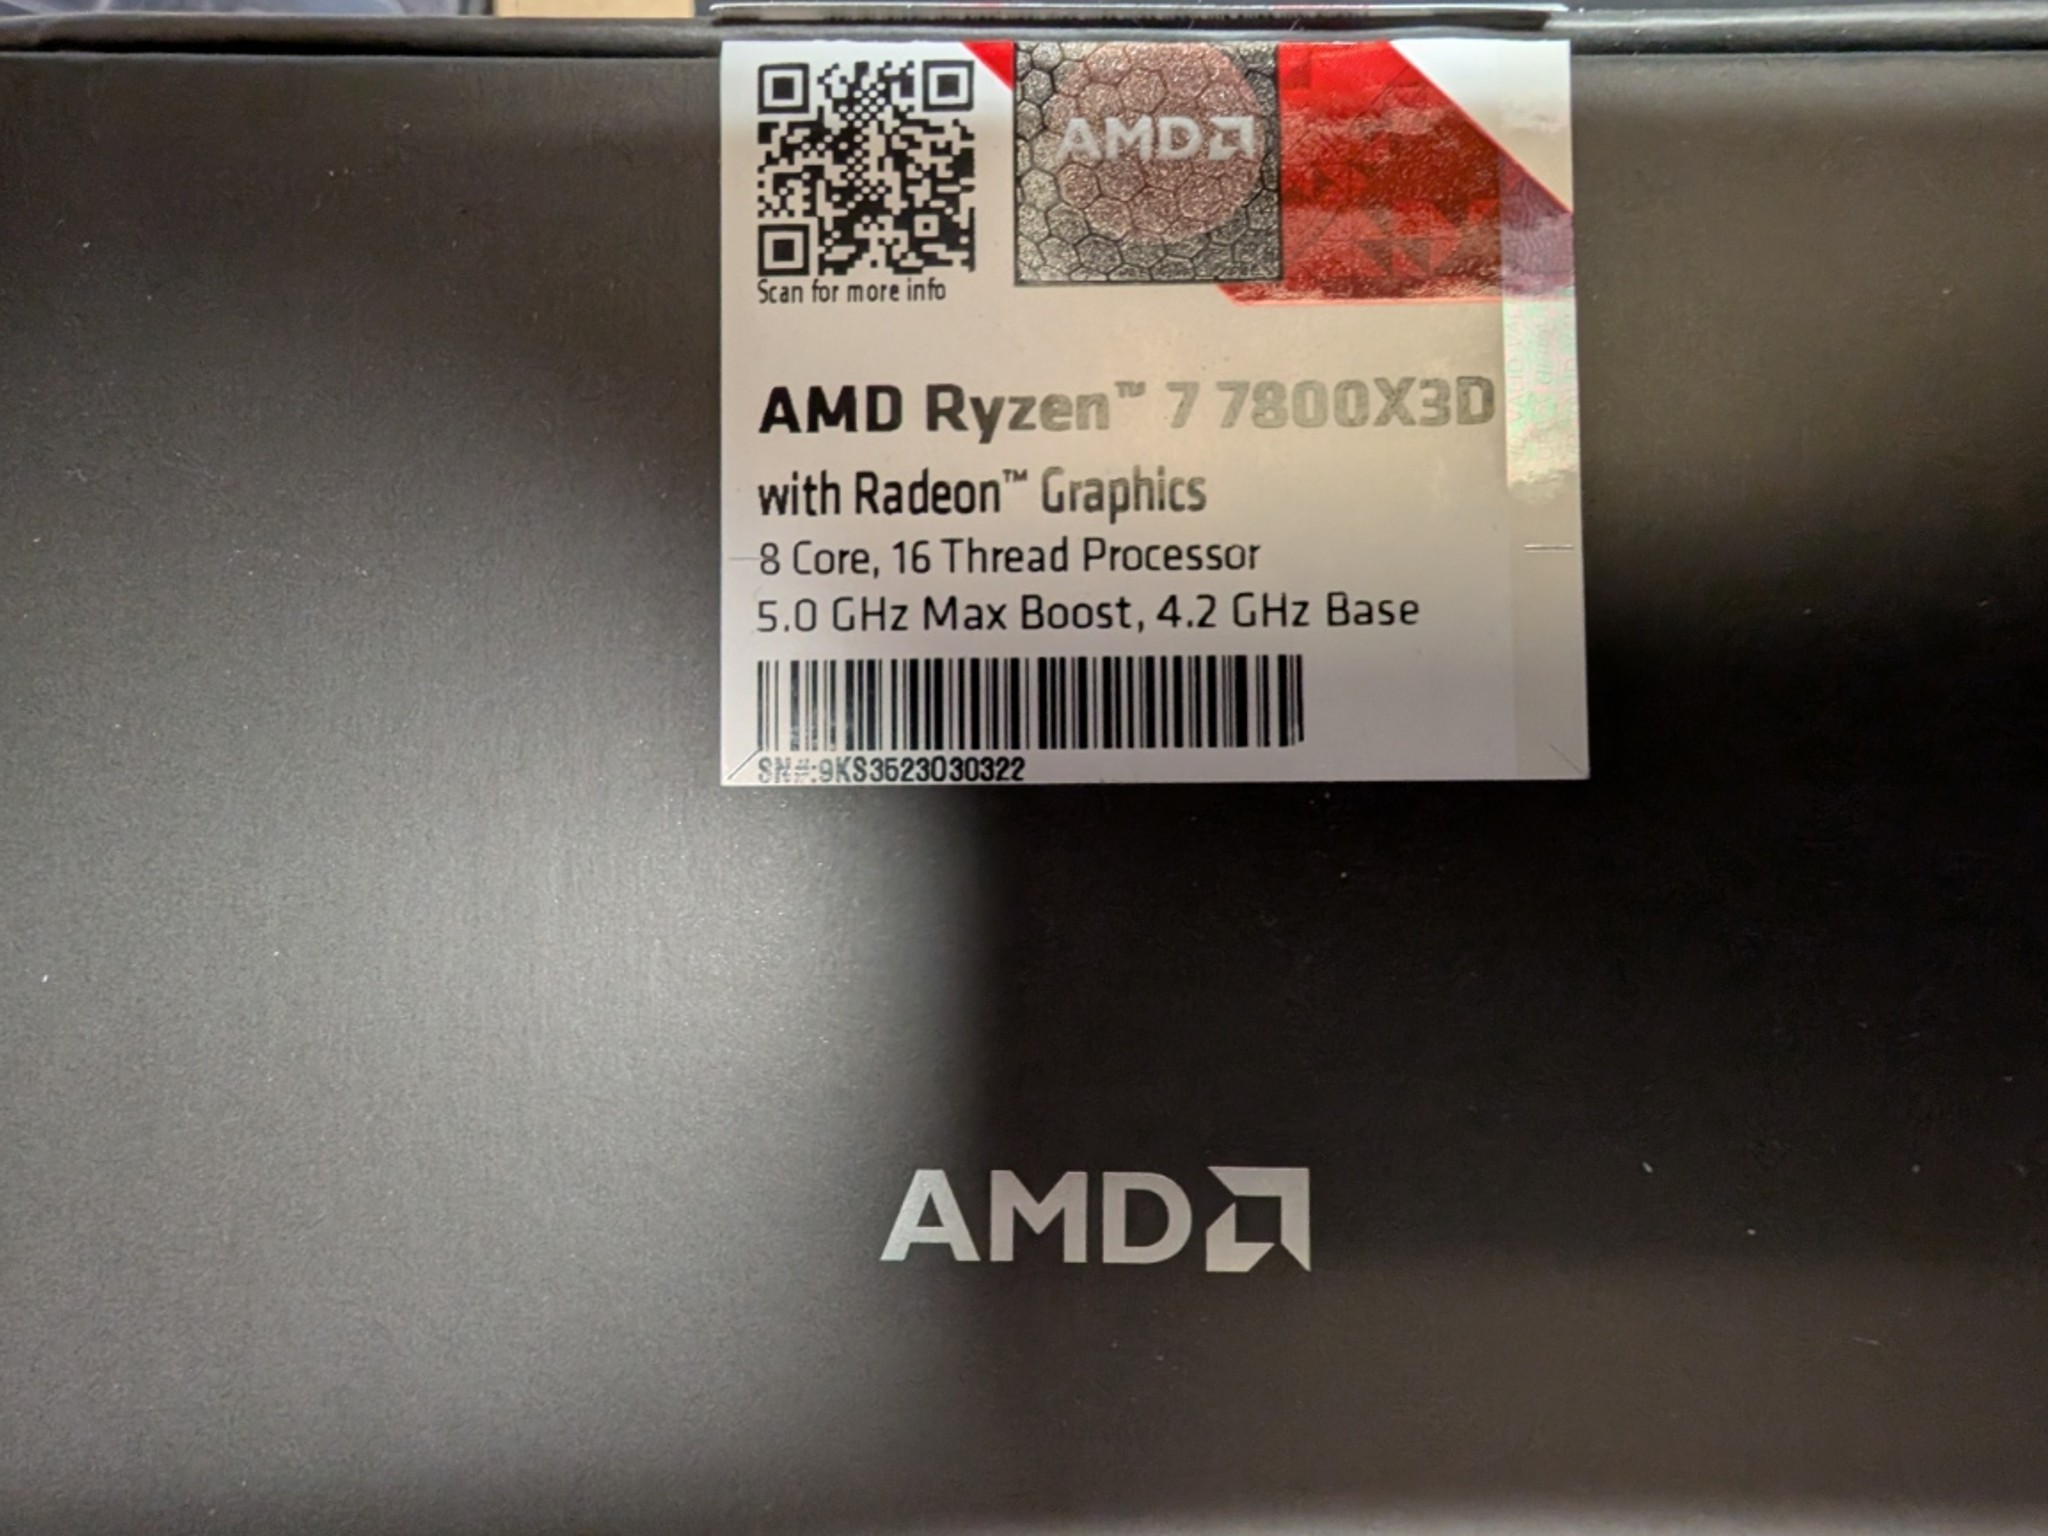 AMD
Scan for more info
AMD Ryzen™ 7 7800X3D
with Radeon™ Graphics
8 Core, 16 Thread Processor
5.0 GHz Max Boost, 4.2 GHz Base
SN#:9KS3523030322
AMD